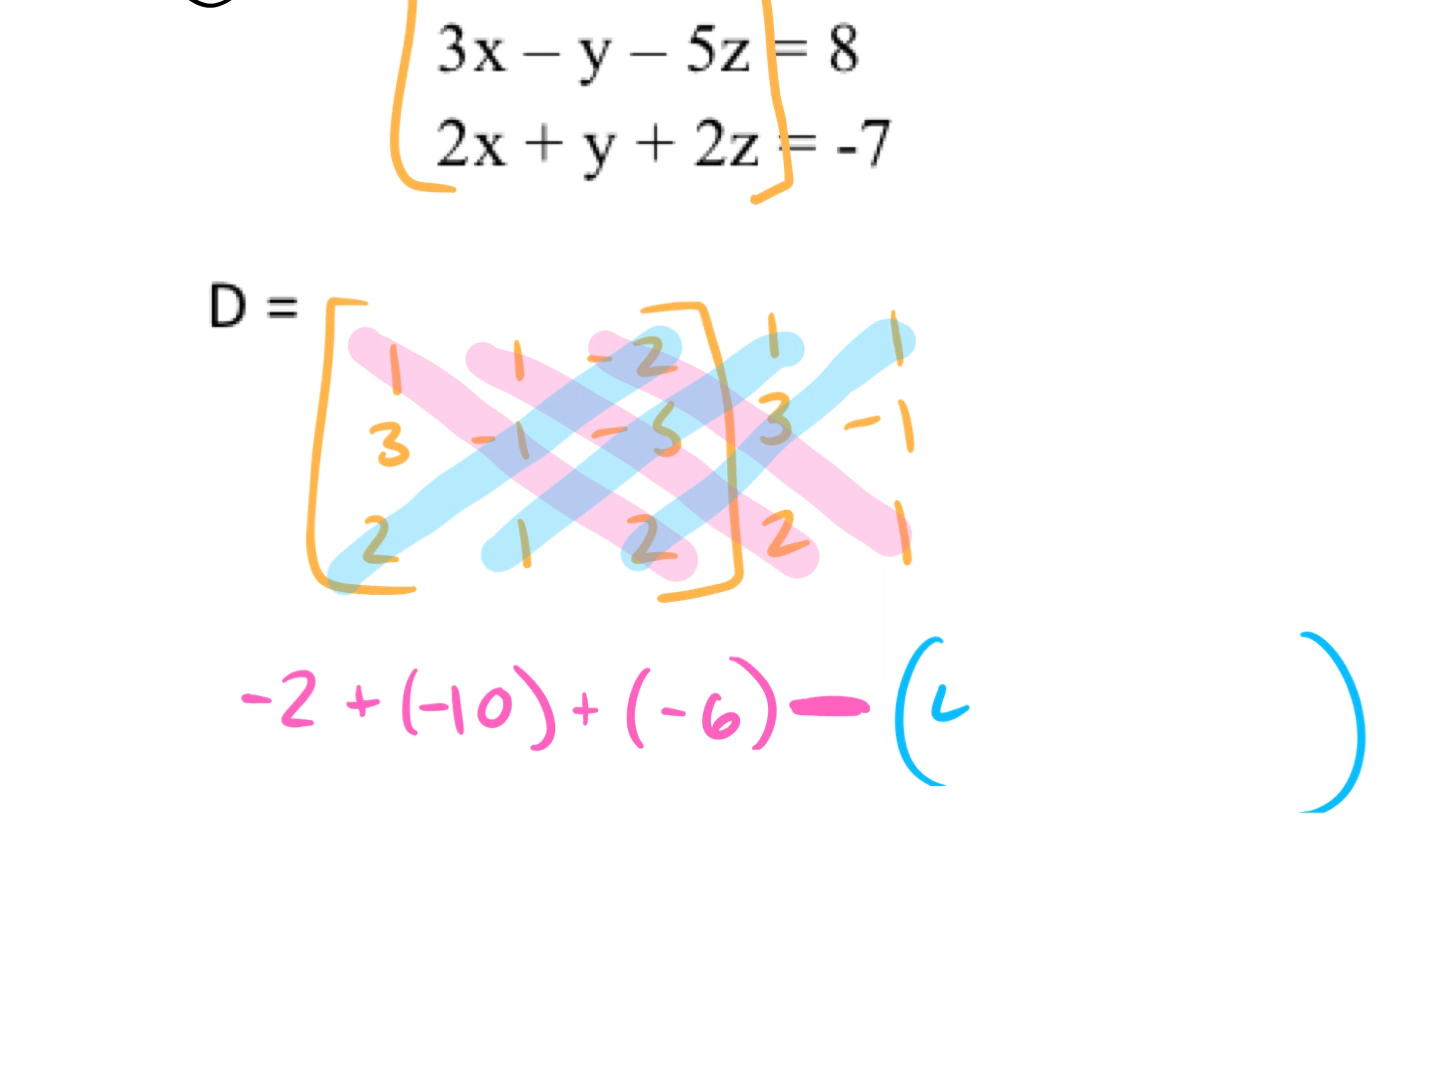 3x – y – 5z = 8
2x + y + 2z = -7
D =
1 1 -2 1 1
3 -1 -5 3 -1
2 1 2 2 1
-2 + (-10) + (-6) - ( )